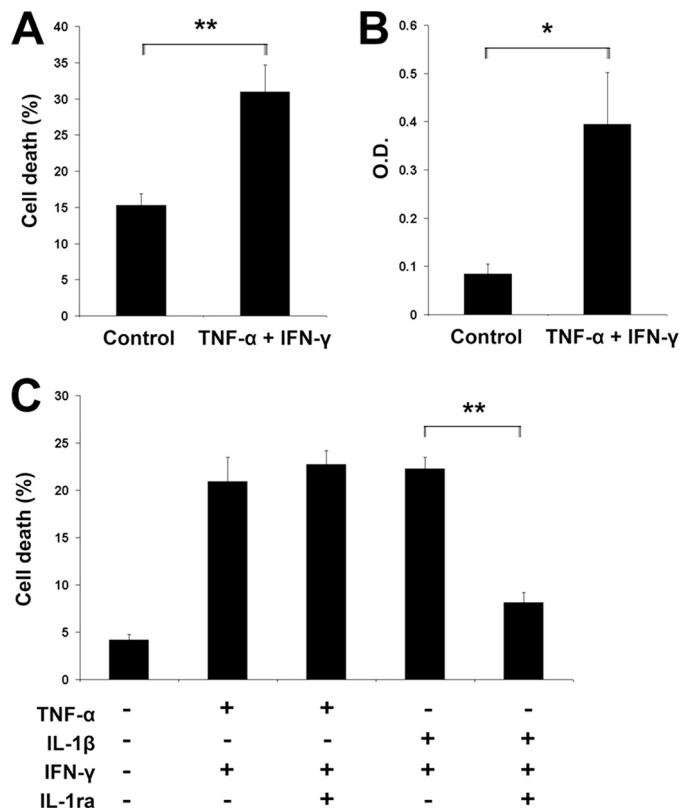 A
Cell death (%)
40
35
30
25
20
15
10
5
0
**
Control
TNF-α + IFN-γ
B
O.D.
0.6
0.5
0.4
0.3
0.2
0.1
0
*
Control
TNF-α + IFN-γ
C
Cell death (%)
30
25
20
15
10
5
0
**
TNF-α - + + - -
IL-1β - - - + +
IFN-γ - + + + +
IL-1ra - - + - +